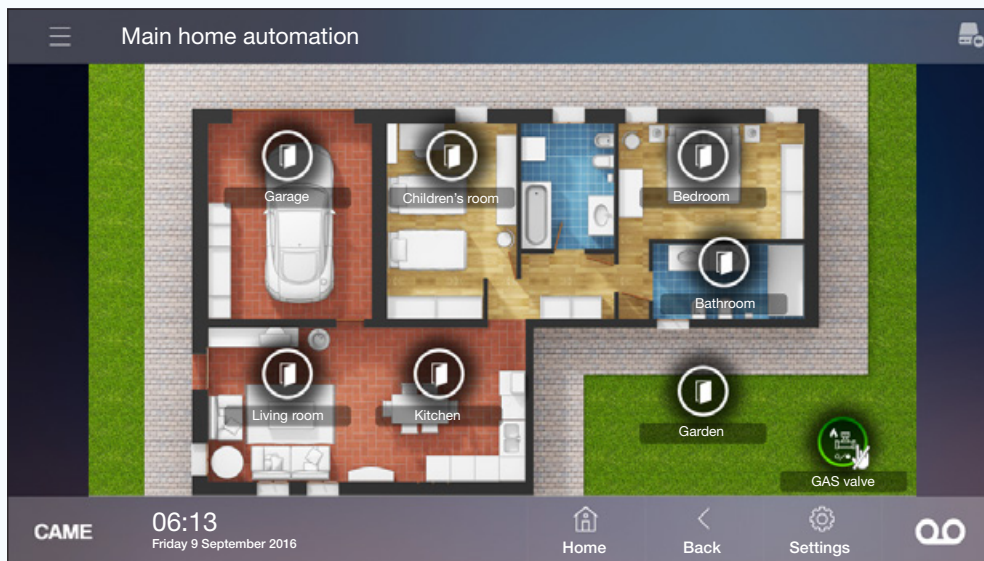 Main home automation
Garage
Children's room
Bedroom
Bathroom
Living room
Kitchen
Garden
GAS valve
CAME
06:13
Friday 9 September 2016
Home
Back
Settings